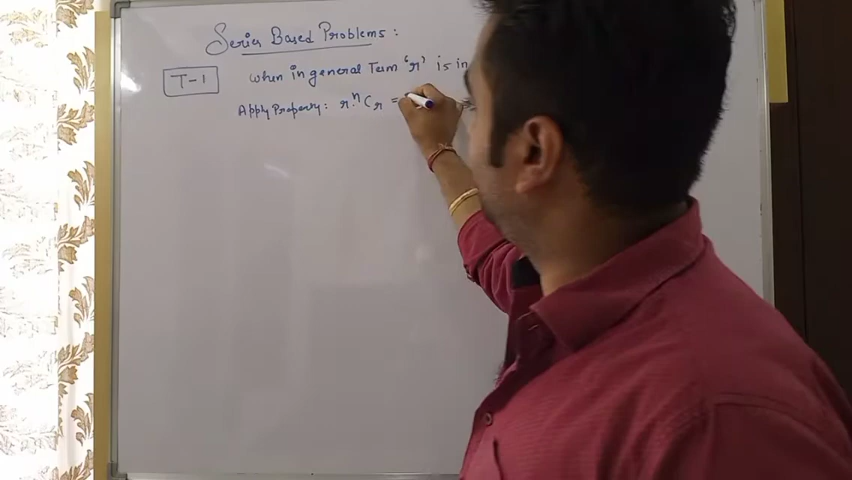 Series Based Problems:
T-1
when in general Term 'r' is in
Apply Property: r. ⁿCᵣ =